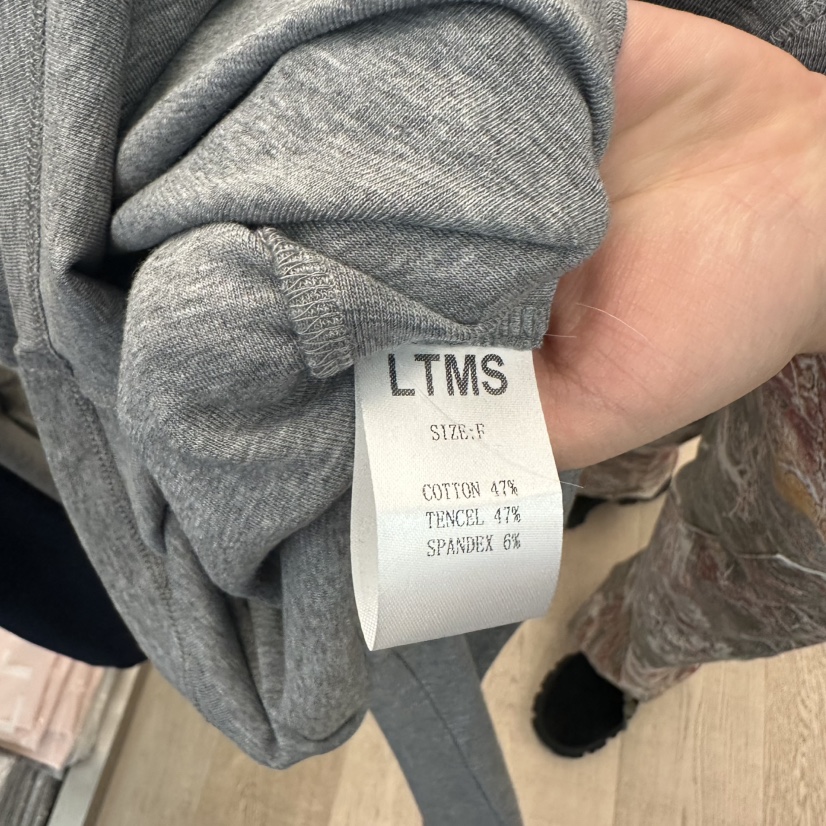 LTMS
SIZE:F
COTTON 47%
TENCEL 47%
SPANDEX 6%